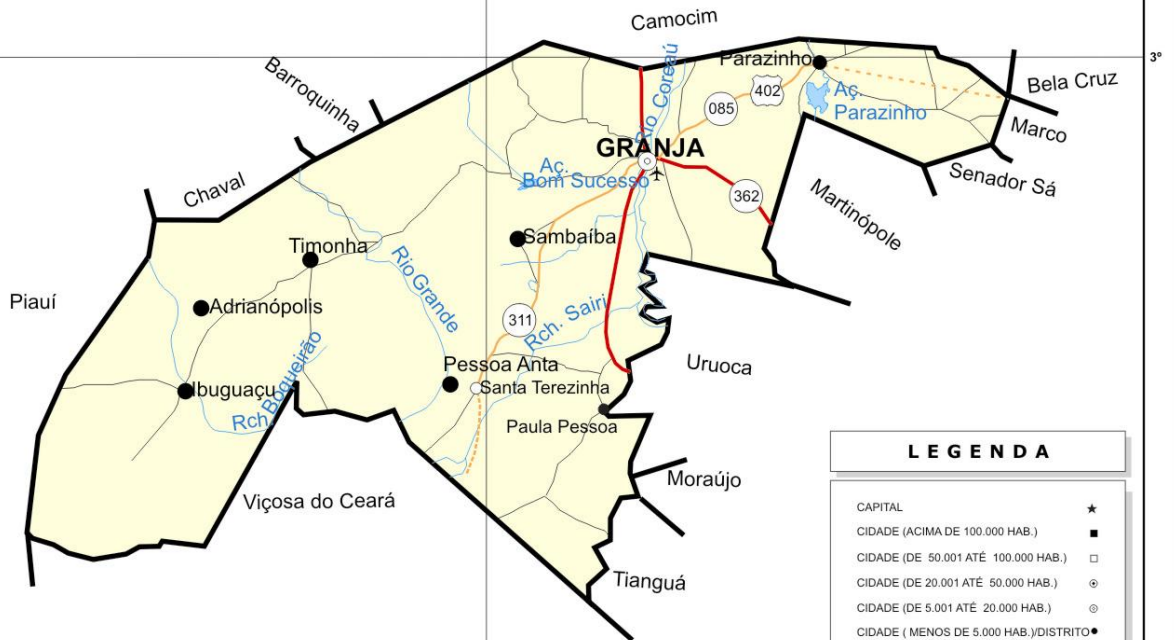 Camocim
3°
Parazinho
Barroquinha
Bela Cruz
402
Aç.
Parazinho
085
Rio Coreaú
Marco
GRANJA
Aç.
Bom Sucesso
Senador Sá
Chaval
362
Martinópole
Sambaíba
Timonha
Rio Grande
Piauí
Adrianópolis
311
Rch. Sairi
Pessoa Anta
Uruoca
Santa Terezinha
Ibuguaçu
Rch Boqueirão
Paula Pessoa
Moraújo
Viçosa do Ceará
Tianguá
LEGENDA
CAPITAL
CIDADE (ACIMA DE 100.000 HAB.)
CIDADE (DE 50.001 ATÉ 100.000 HAB.)
CIDADE (DE 20.001 ATÉ 50.000 HAB.)
CIDADE (DE 5.001 ATÉ 20.000 HAB.)
CIDADE ( MENOS DE 5.000 HAB.)/DISTRITO